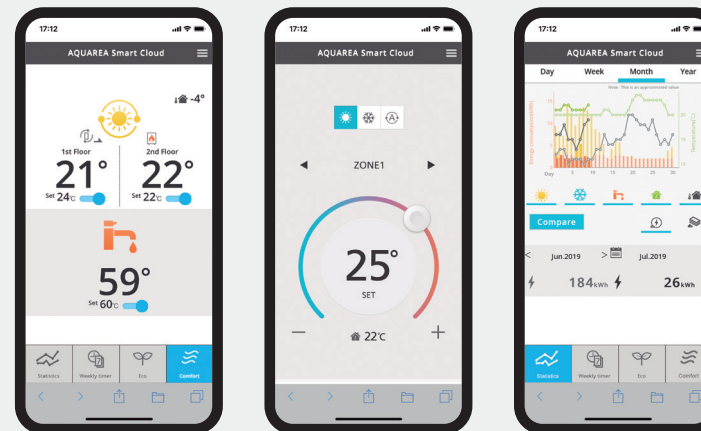 17:12
AQUAREA Smart Cloud
-4°
1st Floor
2nd Floor
21°
22°
Set 24°C
Set 22°C
59°
Set 60°C
Statistics
Weekly timer
Eco
Comfort
17:12
AQUAREA Smart Cloud
A
ZONE1
25°
SET
22°C
17:12
AQUAREA Smart Cloud
Day
Week
Month
Year
Note: This is an approximated value
Day 5 10 15 20 25 30
Compare
< Jun.2019 >
Jul.2019
184kWh
26kWh
Statistics
Weekly timer
Eco
Comfort